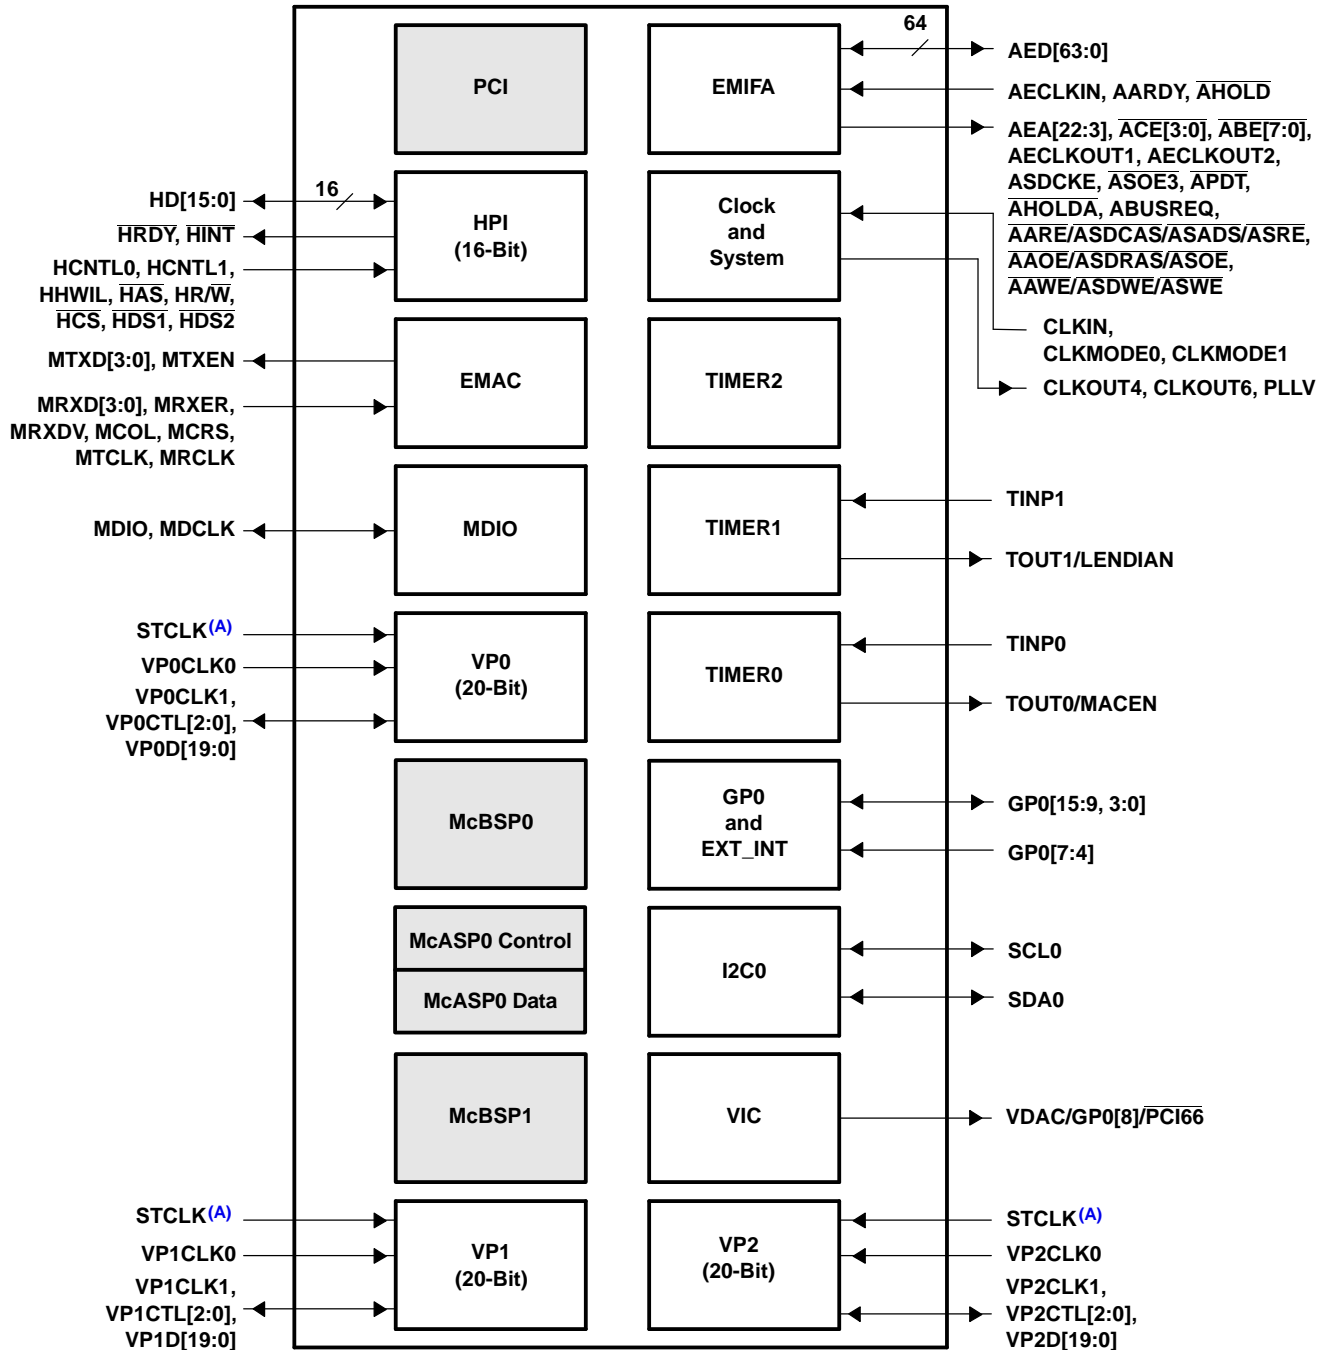 64
PCI
EMIFA
AED[63:0]
AECLKIN, AARDY, AHOLD
AEA[22:3], ACE[3:0], ABE[7:0],
AECLKOUT1, AECLKOUT2,
ASDCKE, ASOE3, APDT,
AHOLDA, ABUSREQ,
AARE/ASDCAS/ASADS/ASRE,
AAOE/ASDRAS/ASOE,
AAWE/ASDWE/ASWE
HD[15:0]
16
HRDY, HINT
HCNTL0, HCNTL1,
HHWIL, HAS, HR/W,
HCS, HDS1, HDS2
HPI
(16-Bit)
Clock
and
System
CLKIN,
CLKMODE0, CLKMODE1
CLKOUT4, CLKOUT6, PLLV
MTXD[3:0], MTXEN
MRXD[3:0], MRXER,
MRXDV, MCOL, MCRS,
MTCLK, MRCLK
EMAC
TIMER2
MDIO, MDCLK
MDIO
TIMER1
TINP1
TOUT1/LENDIAN
STCLK(A)
VP0CLK0
VP0CLK1,
VP0CTL[2:0],
VP0D[19:0]
VP0
(20-Bit)
TIMER0
TINP0
TOUT0/MACEN
McBSP0
GP0
and
EXT_INT
GP0[15:9, 3:0]
GP0[7:4]
McASP0 Control
McASP0 Data
I2C0
SCL0
SDA0
McBSP1
VIC
VDAC/GP0[8]/PCI66
STCLK(A)
VP1CLK0
VP1CLK1,
VP1CTL[2:0],
VP1D[19:0]
VP1
(20-Bit)
VP2
(20-Bit)
STCLK(A)
VP2CLK0
VP2CLK1,
VP2CTL[2:0],
VP2D[19:0]